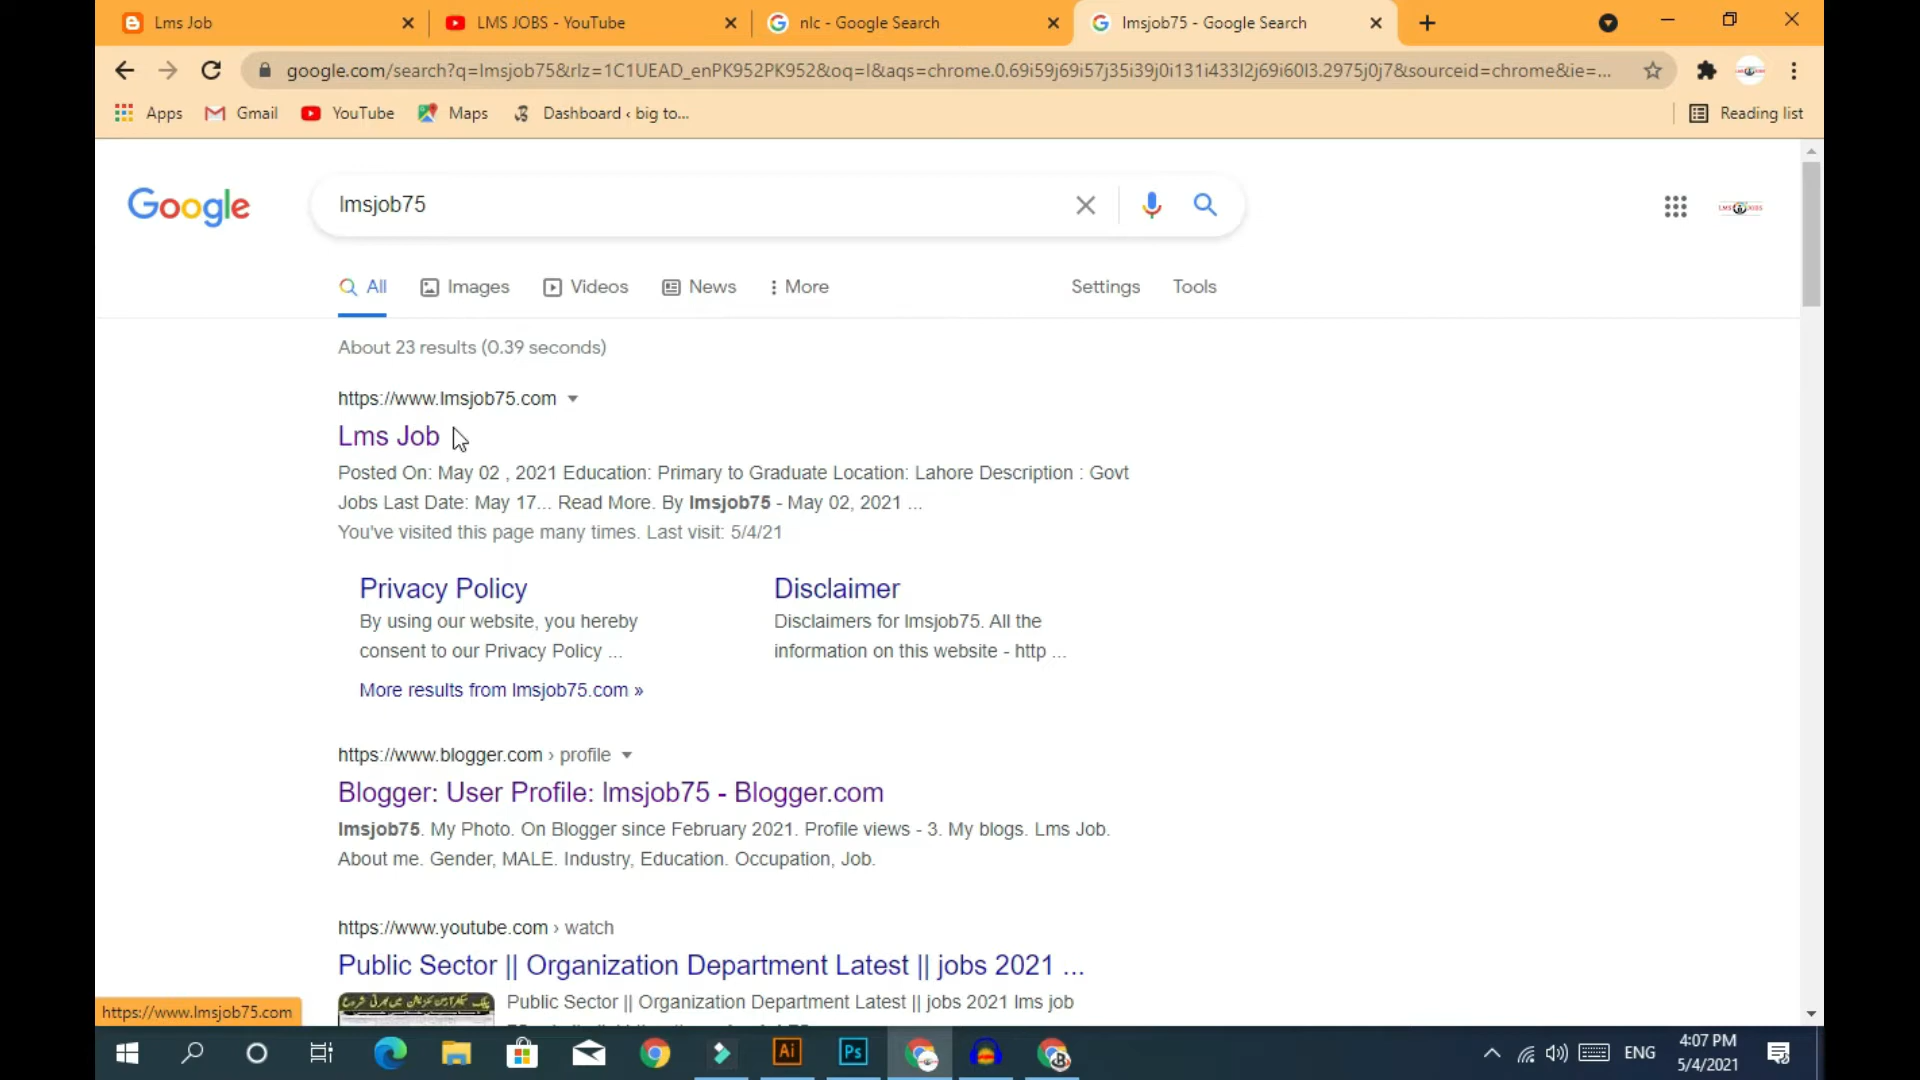 Lms Job
LMS JOBS - YouTube
nlc - Google Search
lmsjob75 - Google Search
google.com/search?q=lmsjob75&rlz=1C1UEAD_enPK952PK952&oq=l&aqs=chrome.0.69i59j69i57j35i39j0i131i433l2j69i60l3.2975j0j7&sourceid=chrome&ie=...
Apps
Gmail
YouTube
Maps
Dashboard ‹ big to...
Reading list
Google
lmsjob75
LMS JOBS
All
Images
Videos
News
More
Settings
Tools
About 23 results (0.39 seconds)
https://www.lmsjob75.com
Lms Job
Posted On: May 02 , 2021 Education: Primary to Graduate Location: Lahore Description : Govt
Jobs Last Date: May 17... Read More. By lmsjob75 - May 02, 2021 ...
You've visited this page many times. Last visit: 5/4/21
Privacy Policy
By using our website, you hereby
consent to our Privacy Policy ...
Disclaimer
Disclaimers for lmsjob75. All the
information on this website - http ...
More results from lmsjob75.com »
https://www.blogger.com › profile
Blogger: User Profile: lmsjob75 - Blogger.com
lmsjob75. My Photo. On Blogger since February 2021. Profile views - 3. My blogs. Lms Job.
About me. Gender, MALE. Industry, Education. Occupation, Job.
https://www.youtube.com › watch
Public Sector || Organization Department Latest || jobs 2021 ...
Public Sector || Organization Department Latest || jobs 2021 lms job
https://www.lmsjob75.com
Ai
Ps
ENG
4:07 PM
5/4/2021